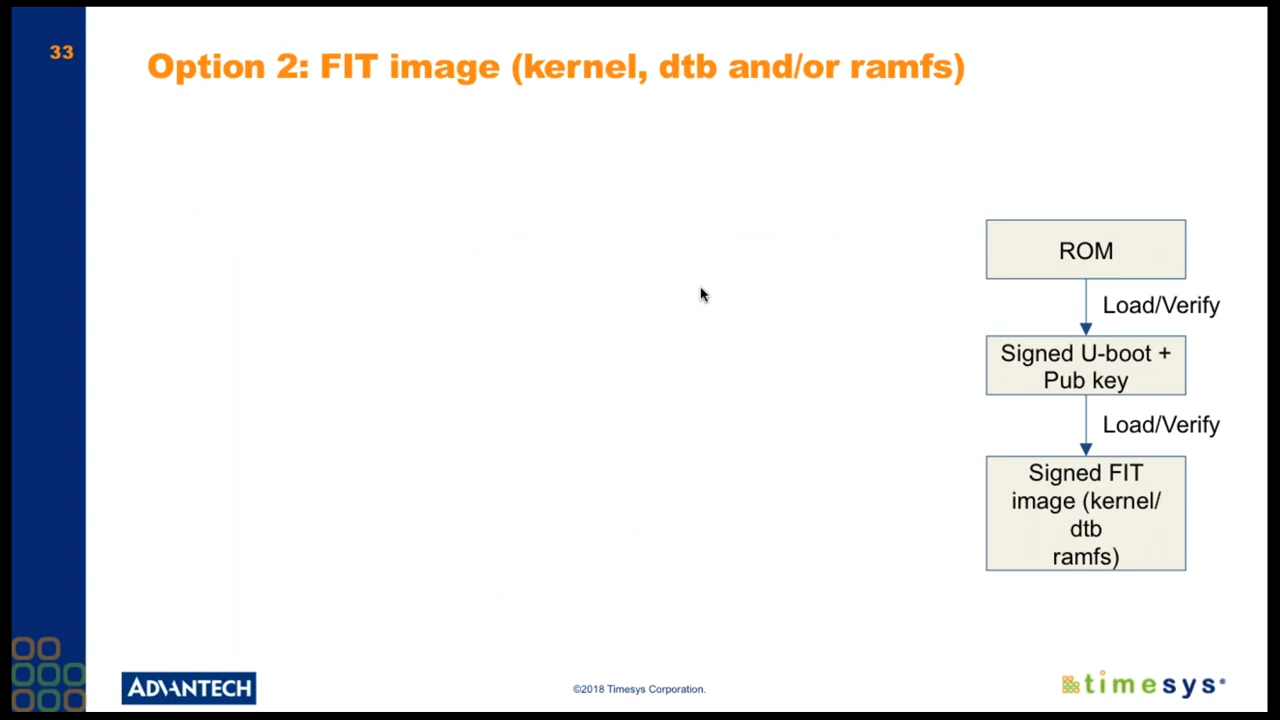 33
Option 2: FIT image (kernel, dtb and/or ramfs)
ROM
Load/Verify
Signed U-boot +
Pub key
Load/Verify
Signed FIT
image (kernel/
dtb
ramfs)
ADVANTECH
©2018 Timesys Corporation.
timesys